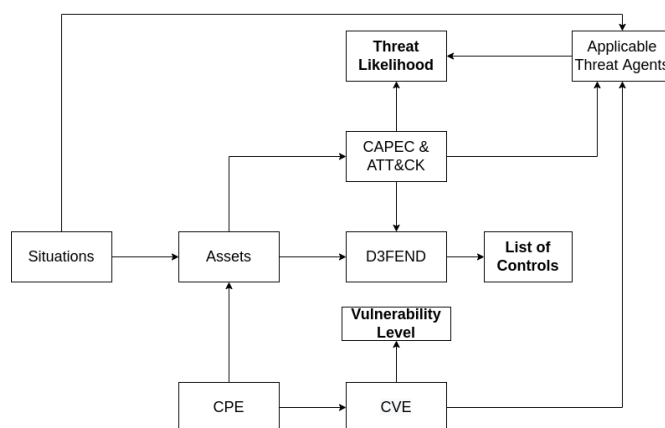 Threat
Likelihood
Applicable
Threat Agents
CAPEC &
ATT&CK
Situations
Assets
D3FEND
List of
Controls
Vulnerability
Level
CPE
CVE